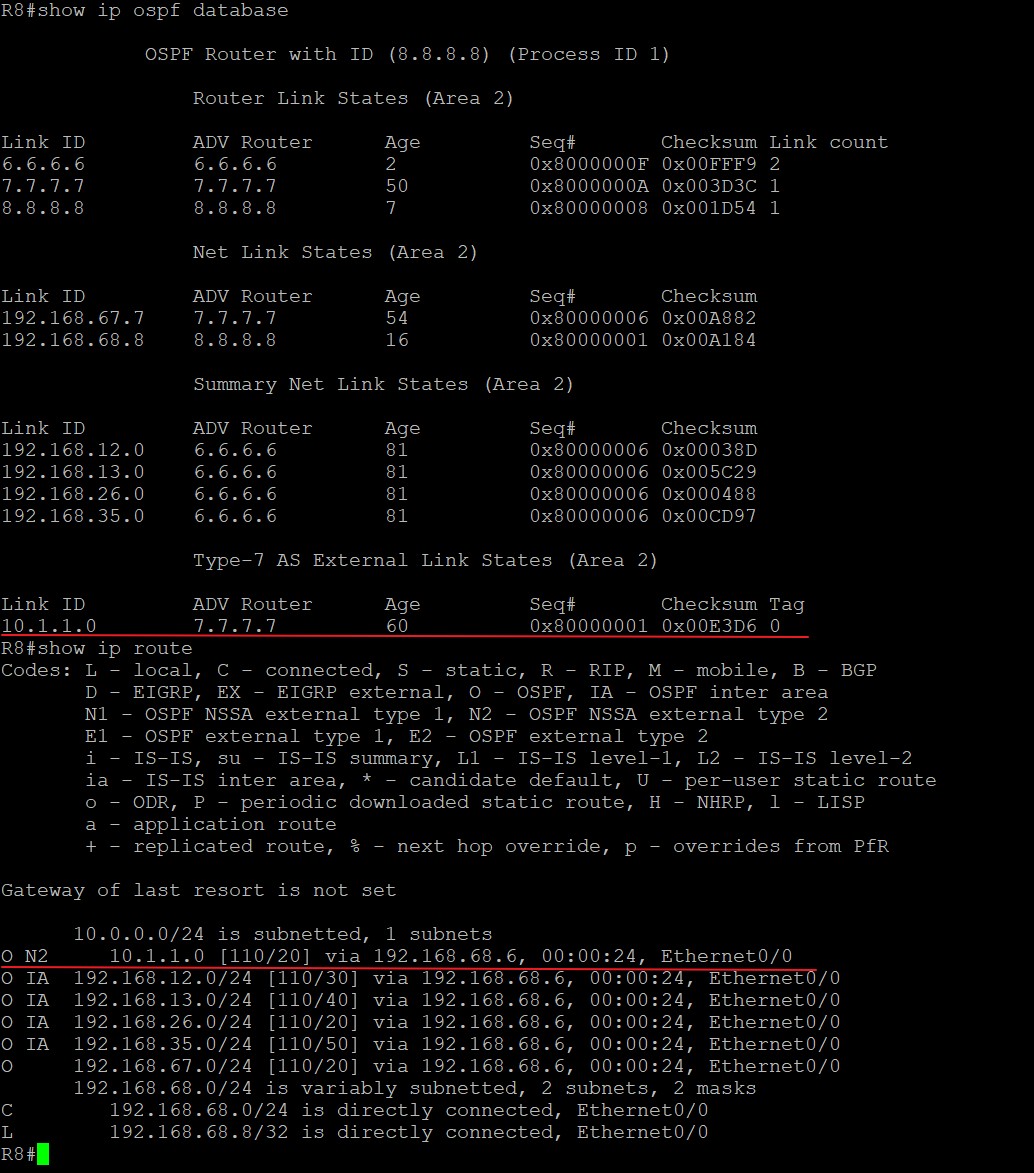 R8#show ip ospf database
OSPF Router with ID (8.8.8.8) (Process ID 1)
Router Link States (Area 2)
Link ID ADV Router Age Seq# Checksum Link count
6.6.6.6 6.6.6.6 2 0x8000000F 0x00FFF9 2
7.7.7.7 7.7.7.7 50 0x8000000A 0x003D3C 1
8.8.8.8 8.8.8.8 7 0x80000008 0x001D54 1
Net Link States (Area 2)
Link ID ADV Router Age Seq# Checksum
192.168.67.7 7.7.7.7 54 0x80000006 0x00A882
192.168.68.8 8.8.8.8 16 0x80000001 0x00A184
Summary Net Link States (Area 2)
Link ID ADV Router Age Seq# Checksum
192.168.12.0 6.6.6.6 81 0x80000006 0x00038D
192.168.13.0 6.6.6.6 81 0x80000006 0x005C29
192.168.26.0 6.6.6.6 81 0x80000006 0x000488
192.168.35.0 6.6.6.6 81 0x80000006 0x00CD97
Type-7 AS External Link States (Area 2)
Link ID ADV Router Age Seq# Checksum Tag
10.1.1.0 7.7.7.7 60 0x80000001 0x00E3D6 0
R8#show ip route
Codes: L - local, C - connected, S - static, R - RIP, M - mobile, B - BGP
D - EIGRP, EX - EIGRP external, O - OSPF, IA - OSPF inter area
N1 - OSPF NSSA external type 1, N2 - OSPF NSSA external type 2
E1 - OSPF external type 1, E2 - OSPF external type 2
i - IS-IS, su - IS-IS summary, L1 - IS-IS level-1, L2 - IS-IS level-2
ia - IS-IS inter area, * - candidate default, U - per-user static route
o - ODR, P - periodic downloaded static route, H - NHRP, l - LISP
a - application route
+ - replicated route, % - next hop override, p - overrides from PfR
Gateway of last resort is not set
10.0.0.0/24 is subnetted, 1 subnets
O N2 10.1.1.0 [110/20] via 192.168.68.6, 00:00:24, Ethernet0/0
O IA 192.168.12.0/24 [110/30] via 192.168.68.6, 00:00:24, Ethernet0/0
O IA 192.168.13.0/24 [110/40] via 192.168.68.6, 00:00:24, Ethernet0/0
O IA 192.168.26.0/24 [110/20] via 192.168.68.6, 00:00:24, Ethernet0/0
O IA 192.168.35.0/24 [110/50] via 192.168.68.6, 00:00:24, Ethernet0/0
O 192.168.67.0/24 [110/20] via 192.168.68.6, 00:00:24, Ethernet0/0
192.168.68.0/24 is variably subnetted, 2 subnets, 2 masks
C 192.168.68.0/24 is directly connected, Ethernet0/0
L 192.168.68.8/32 is directly connected, Ethernet0/0
R8#